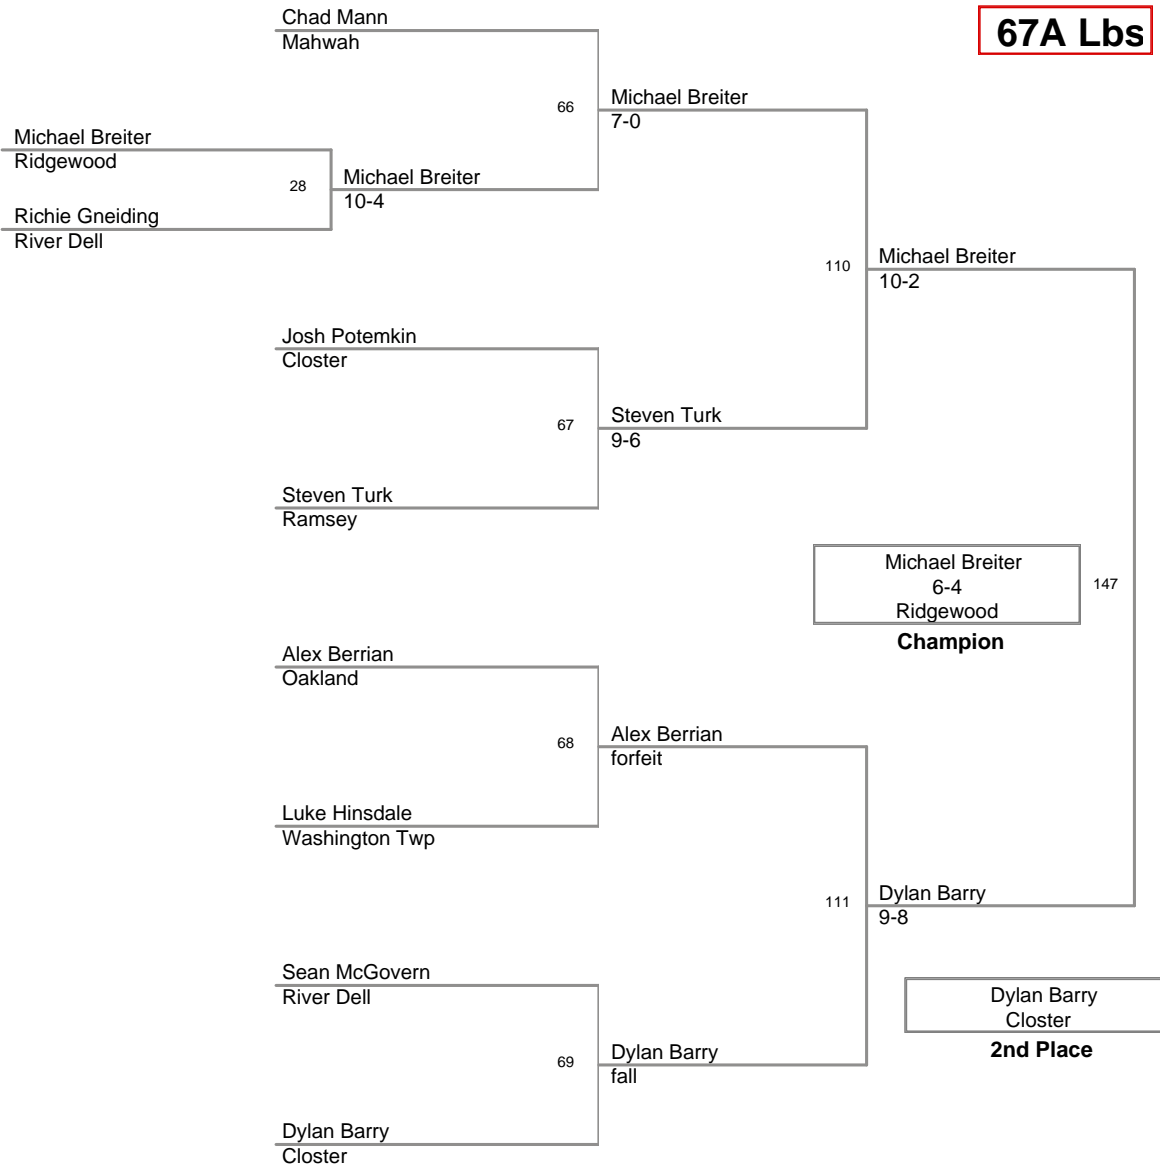 Chad Mann
Mahwah
67A Lbs
66
Michael Breiter
7-0
Michael Breiter
Ridgewood
28
Michael Breiter
10-4
Richie Gneiding
River Dell
110
Michael Breiter
10-2
Josh Potemkin
Closter
67
Steven Turk
9-6
Steven Turk
Ramsey
Michael Breiter
6-4
Ridgewood
147
Champion
Alex Berrian
Oakland
68
Alex Berrian
forfeit
Luke Hinsdale
Washington Twp
111
Dylan Barry
9-8
Sean McGovern
River Dell
Dylan Barry
Closter
2nd Place
69
Dylan Barry
fall
Dylan Barry
Closter